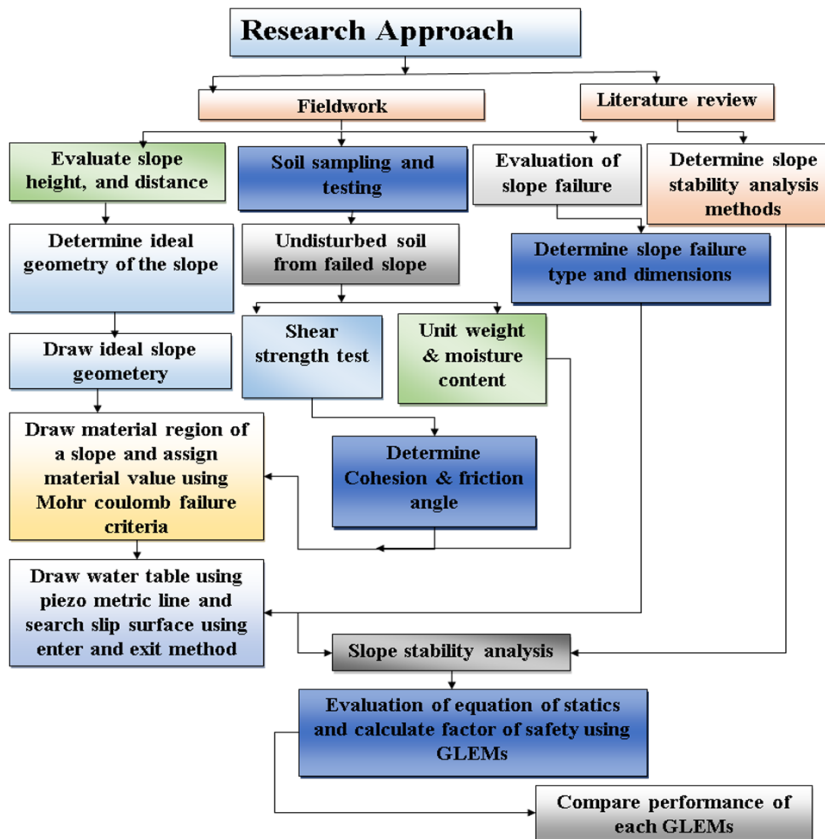 Research Approach
Fieldwork
Literature review
Evaluate slope
height, and distance
Soil sampling and
testing
Evaluation of
slope failure
Determine slope
stability analysis
methods
Determine ideal
geometry of the slope
Undisturbed soil
from failed slope
Determine slope failure
type and dimensions
Shear
strength test
Unit weight
& moisture
content
Draw ideal slope
geometery
Draw material region of
a slope and assign
material value using
Mohr coulomb failure
criteria
Determine
Cohesion & friction
angle
Draw water table using
piezo metric line and
search slip surface using
enter and exit method
Slope stability analysis
Evaluation of equation of statics
and calculate factor of safety using
GLEMs
Compare performance of
each GLEMs